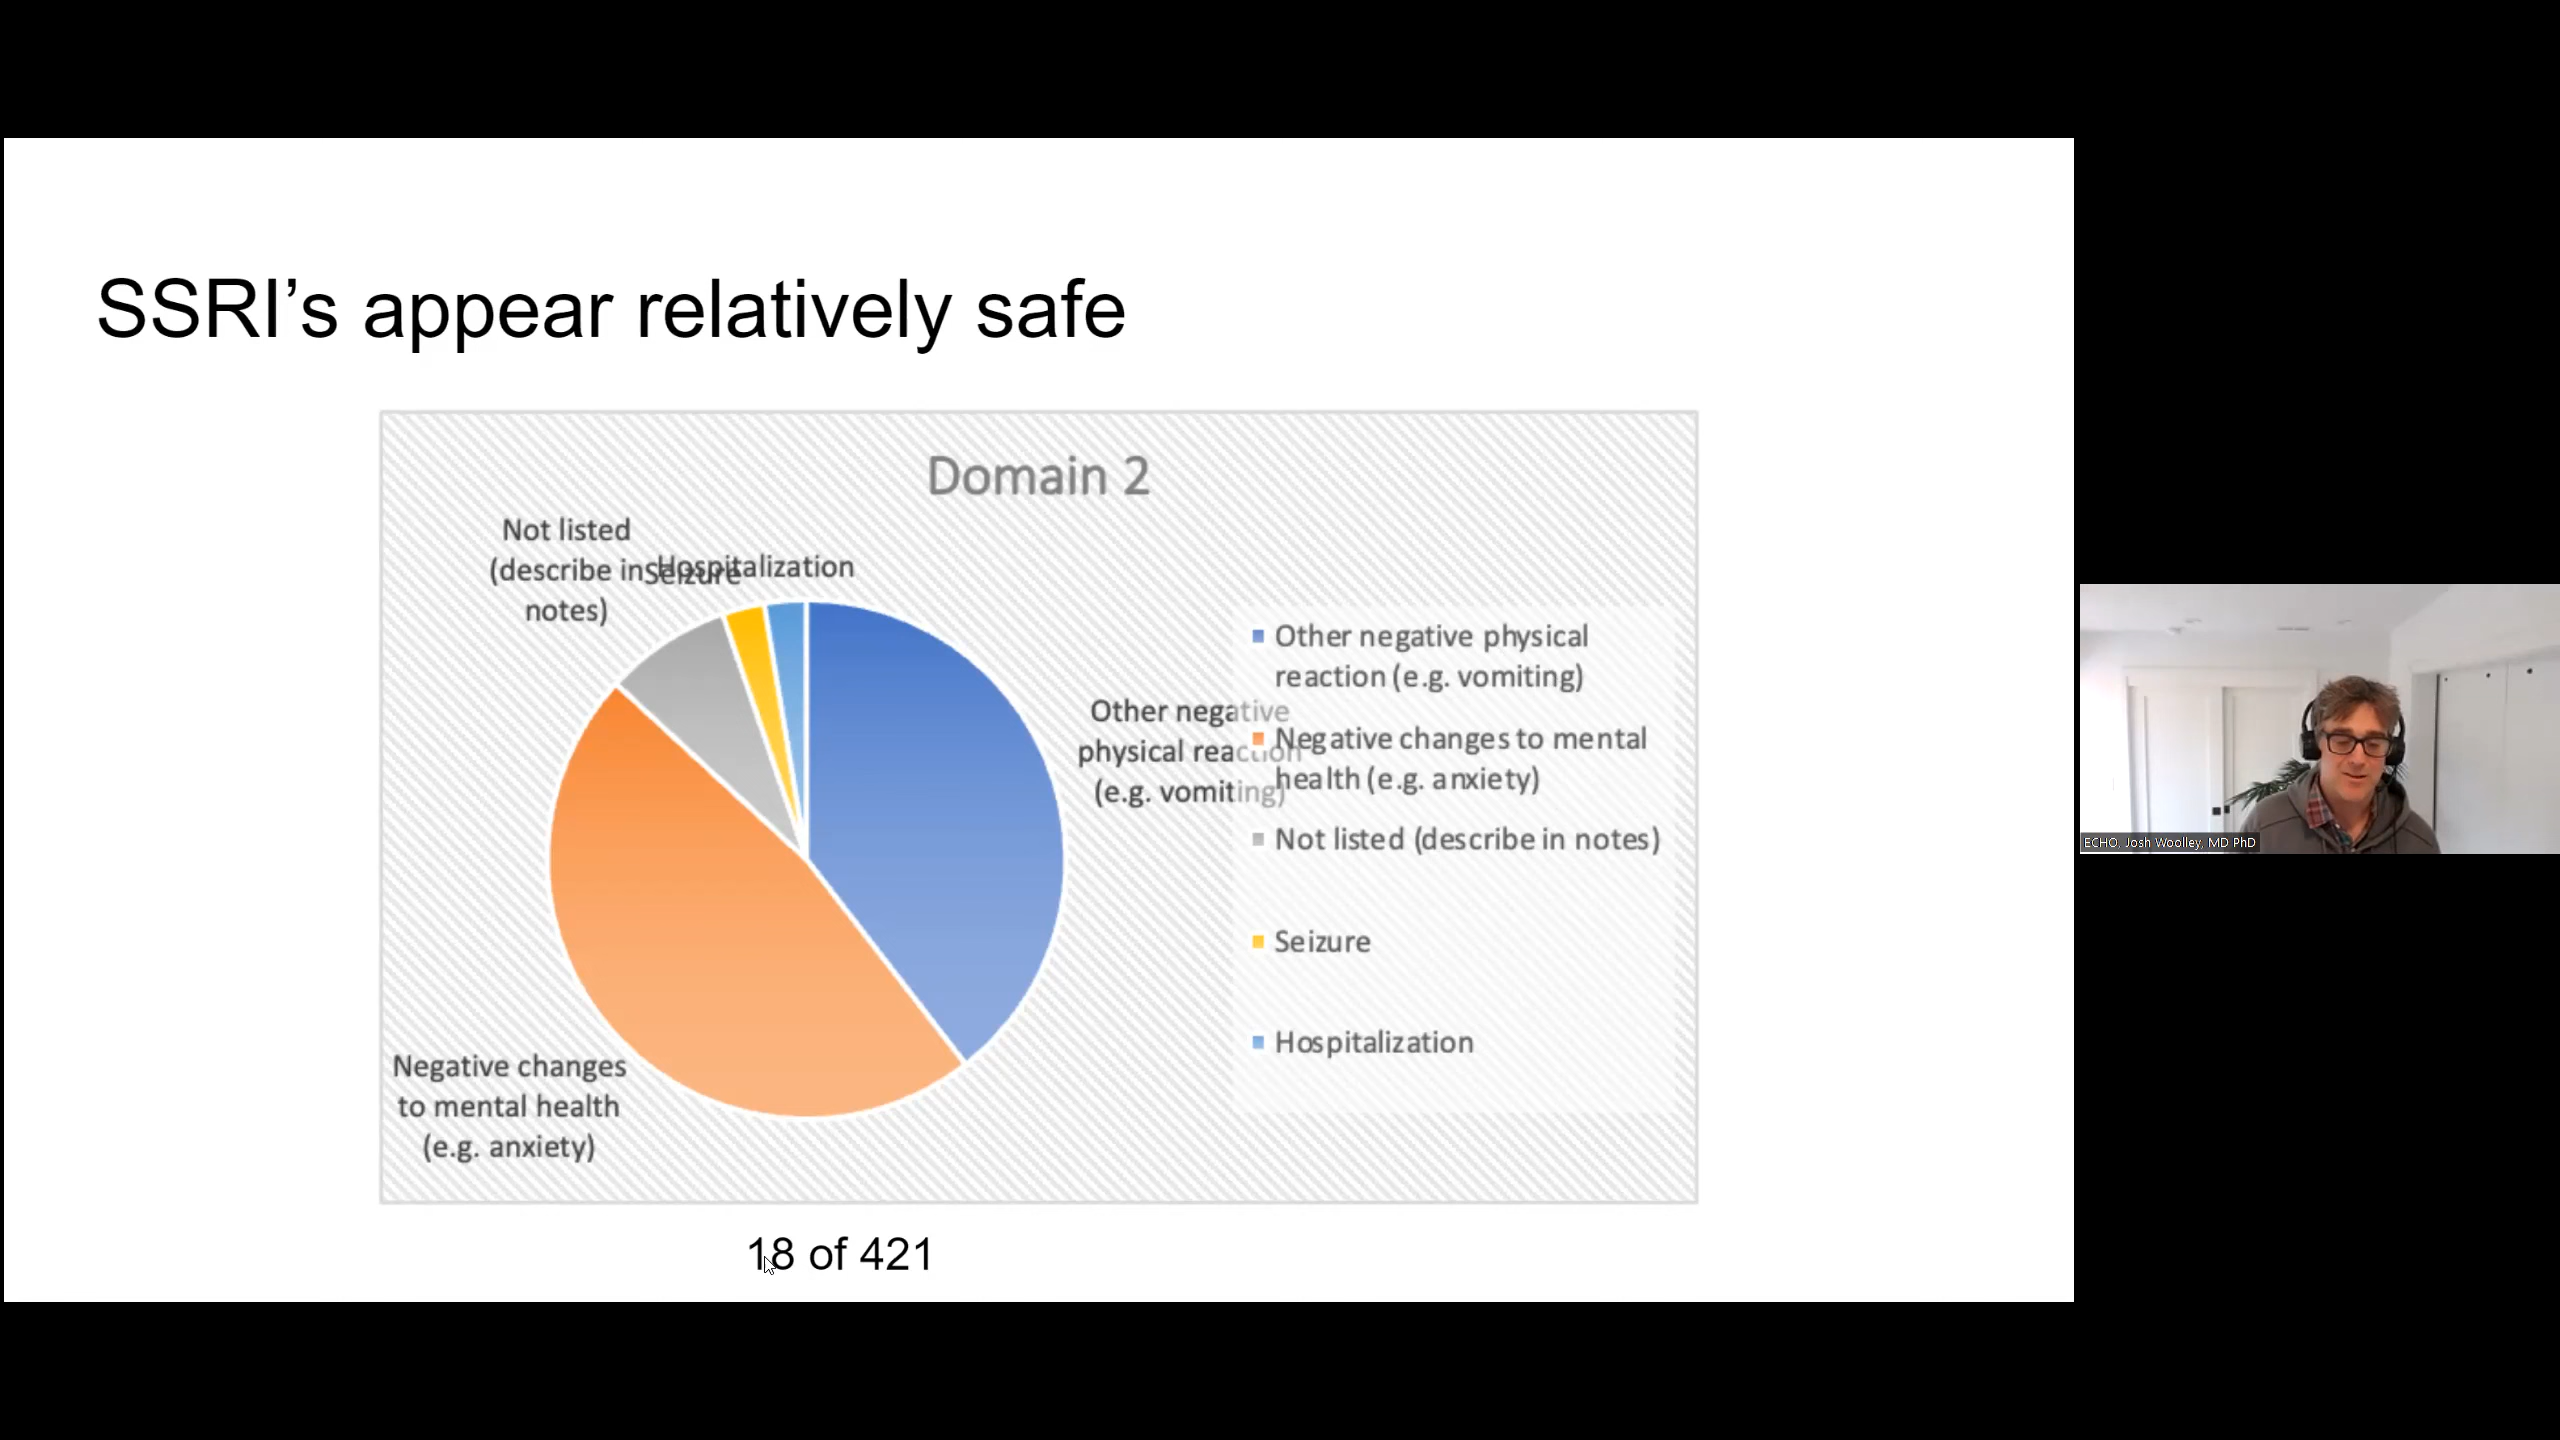 SSRI’s appear relatively safe
Domain 2
Not listed
(describe in
notes)
Seizure
Hospitalization
Other negative
physical reaction
(e.g. vomiting)
Negative changes
to mental health
(e.g. anxiety)
Other negative physical
reaction (e.g. vomiting)
Negative changes to mental
health (e.g. anxiety)
Not listed (describe in notes)
Seizure
Hospitalization
18 of 421
ECHO, Josh Woolley, MD PhD